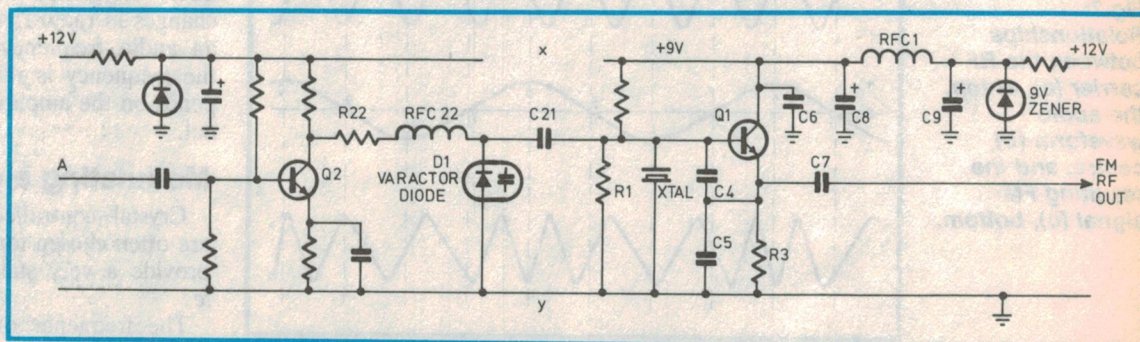 +12V
x
+9V
RFC1
+12V
R22
RFC 22
C21
Q1
C6
C8
C9
9V
ZENER
A
Q2
D1
VARACTOR
DIODE
R1
XTAL
C4
C7
FM
RF
OUT
C5
R3
y